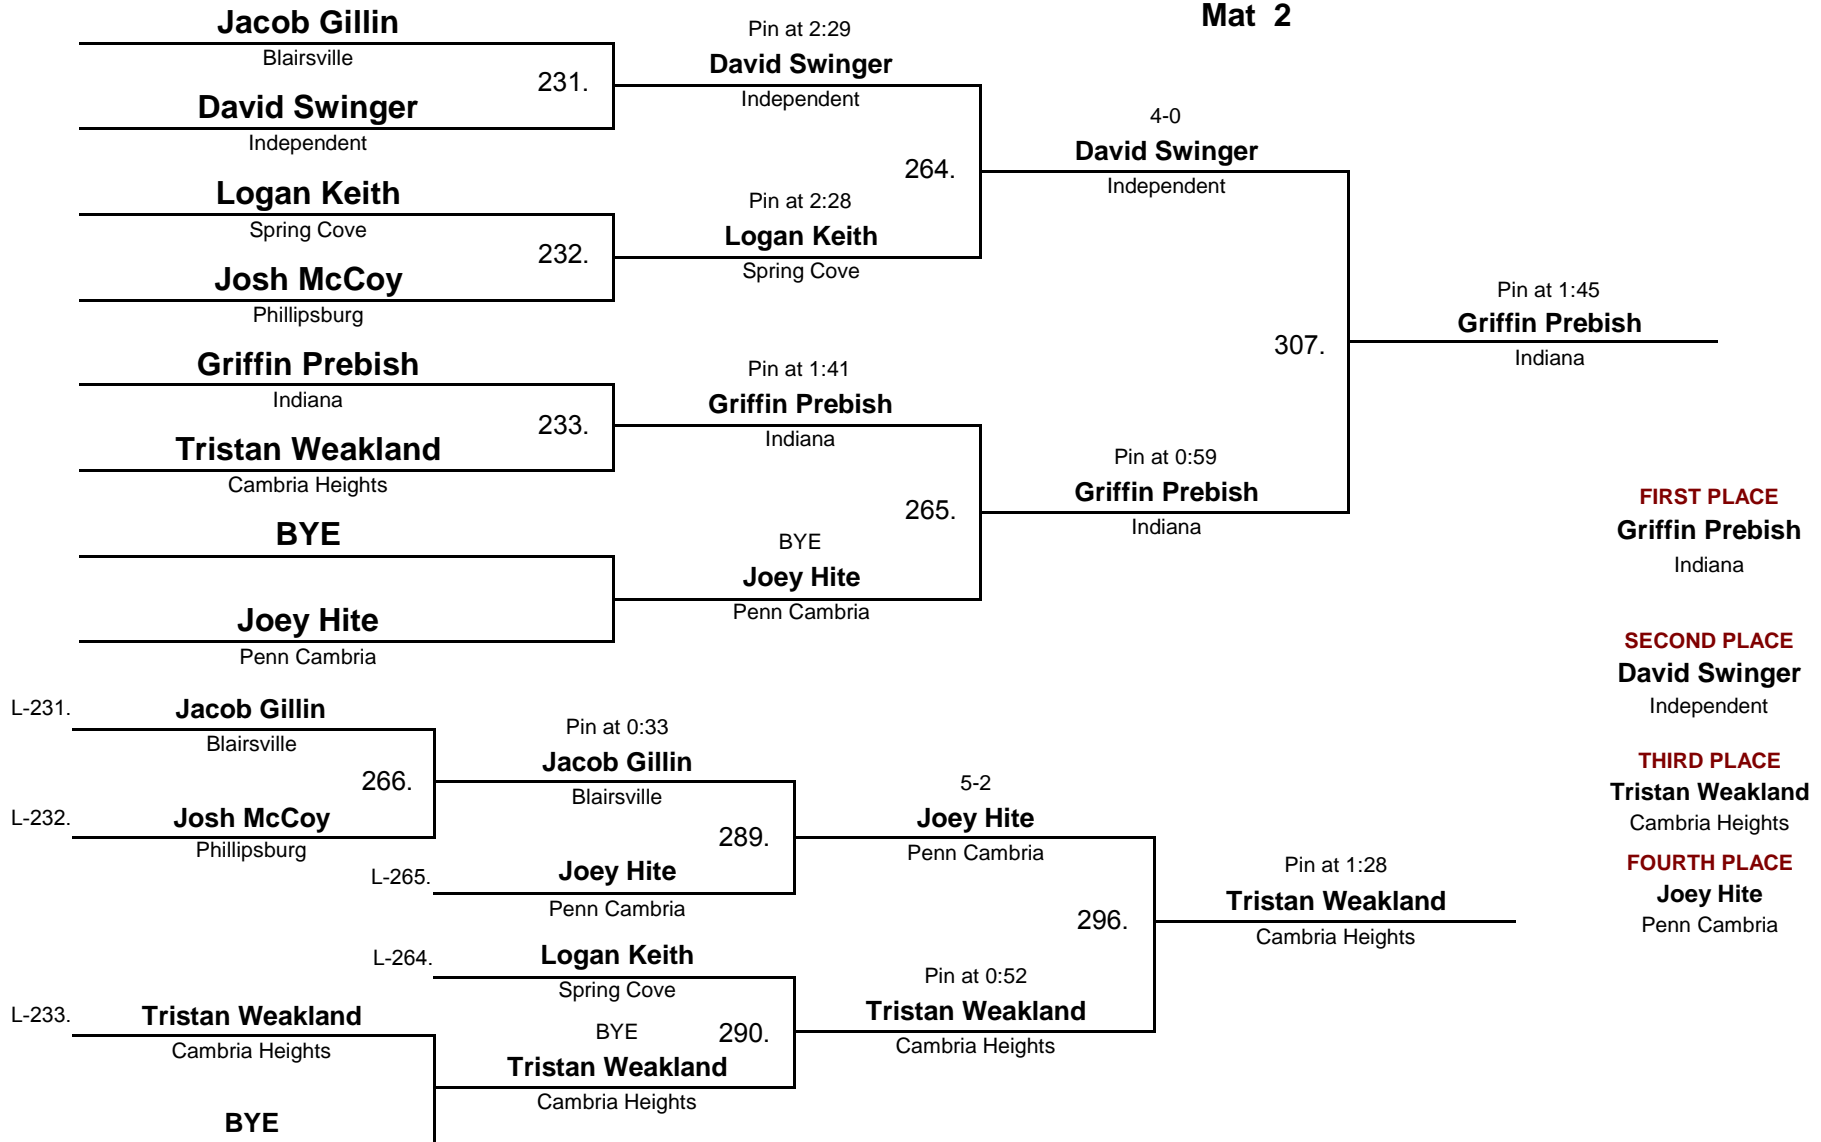 Mat 2
Jacob Gillin
Blairsville
231.
David Swinger
Independent
Logan Keith
Spring Cove
232.
Josh McCoy
Phillipsburg
Griffin Prebish
Indiana
233.
Tristan Weakland
Cambria Heights
BYE
Joey Hite
Penn Cambria
Pin at 2:29
David Swinger
Independent
264.
Pin at 2:28
Logan Keith
Spring Cove
Pin at 1:41
Griffin Prebish
Indiana
265.
BYE
Joey Hite
Penn Cambria
4-0
David Swinger
Independent
307.
Pin at 0:59
Griffin Prebish
Indiana
Pin at 1:45
Griffin Prebish
Indiana
FIRST PLACE
Griffin Prebish
Indiana
SECOND PLACE
David Swinger
Independent
THIRD PLACE
Tristan Weakland
Cambria Heights
FOURTH PLACE
Joey Hite
Penn Cambria
L-231.
Jacob Gillin
Blairsville
266.
L-232.
Josh McCoy
Phillipsburg
L-233.
Tristan Weakland
Cambria Heights
BYE
Pin at 0:33
Jacob Gillin
Blairsville
289.
L-265.
Joey Hite
Penn Cambria
L-264.
Logan Keith
Spring Cove
290.
BYE
Tristan Weakland
Cambria Heights
5-2
Joey Hite
Penn Cambria
296.
Pin at 0:52
Tristan Weakland
Cambria Heights
Pin at 1:28
Tristan Weakland
Cambria Heights